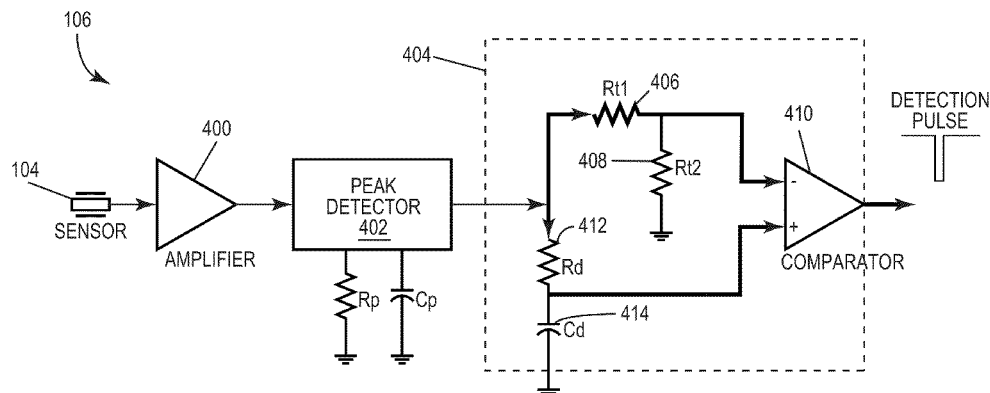 106
404
Rt1
406
410
DETECTION
PULSE
400
408
Rt2
104
PEAK
DETECTOR
402
-
412
+
SENSOR
AMPLIFIER
Rd
COMPARATOR
Rp
Cp
414
Cd